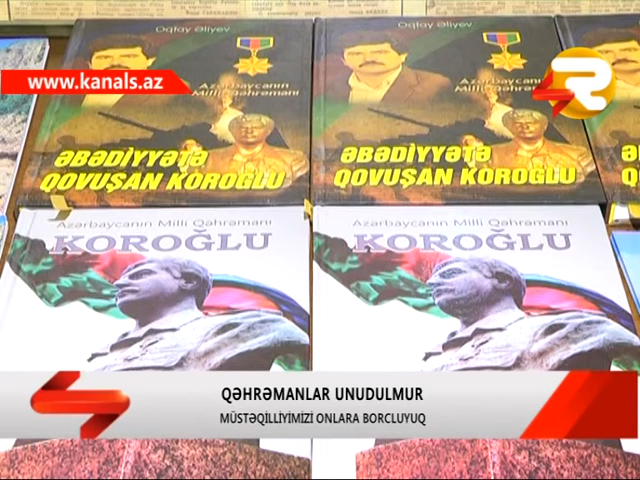 Oqtay Əliyev
Azərbaycanın
Milli Qəhrəmanı
ƏBƏDİYYƏTƏ
QOVUŞAN KOROĞLU
Oqtay Əliyev
Azərbaycanın
Milli Qəhrəmanı
ƏBƏDİYYƏTƏ
QOVUŞAN KOROĞLU
R
www.kanals.az
Azərbaycanın Milli Qəhrəmanı
KOROĞLU
Azərbaycanın Milli Qəhrəmanı
KOROĞLU
QƏHRƏMANLAR UNUDULMUR
MÜSTƏQİLLİYİMİZİ ONLARA BORCLUYUQ